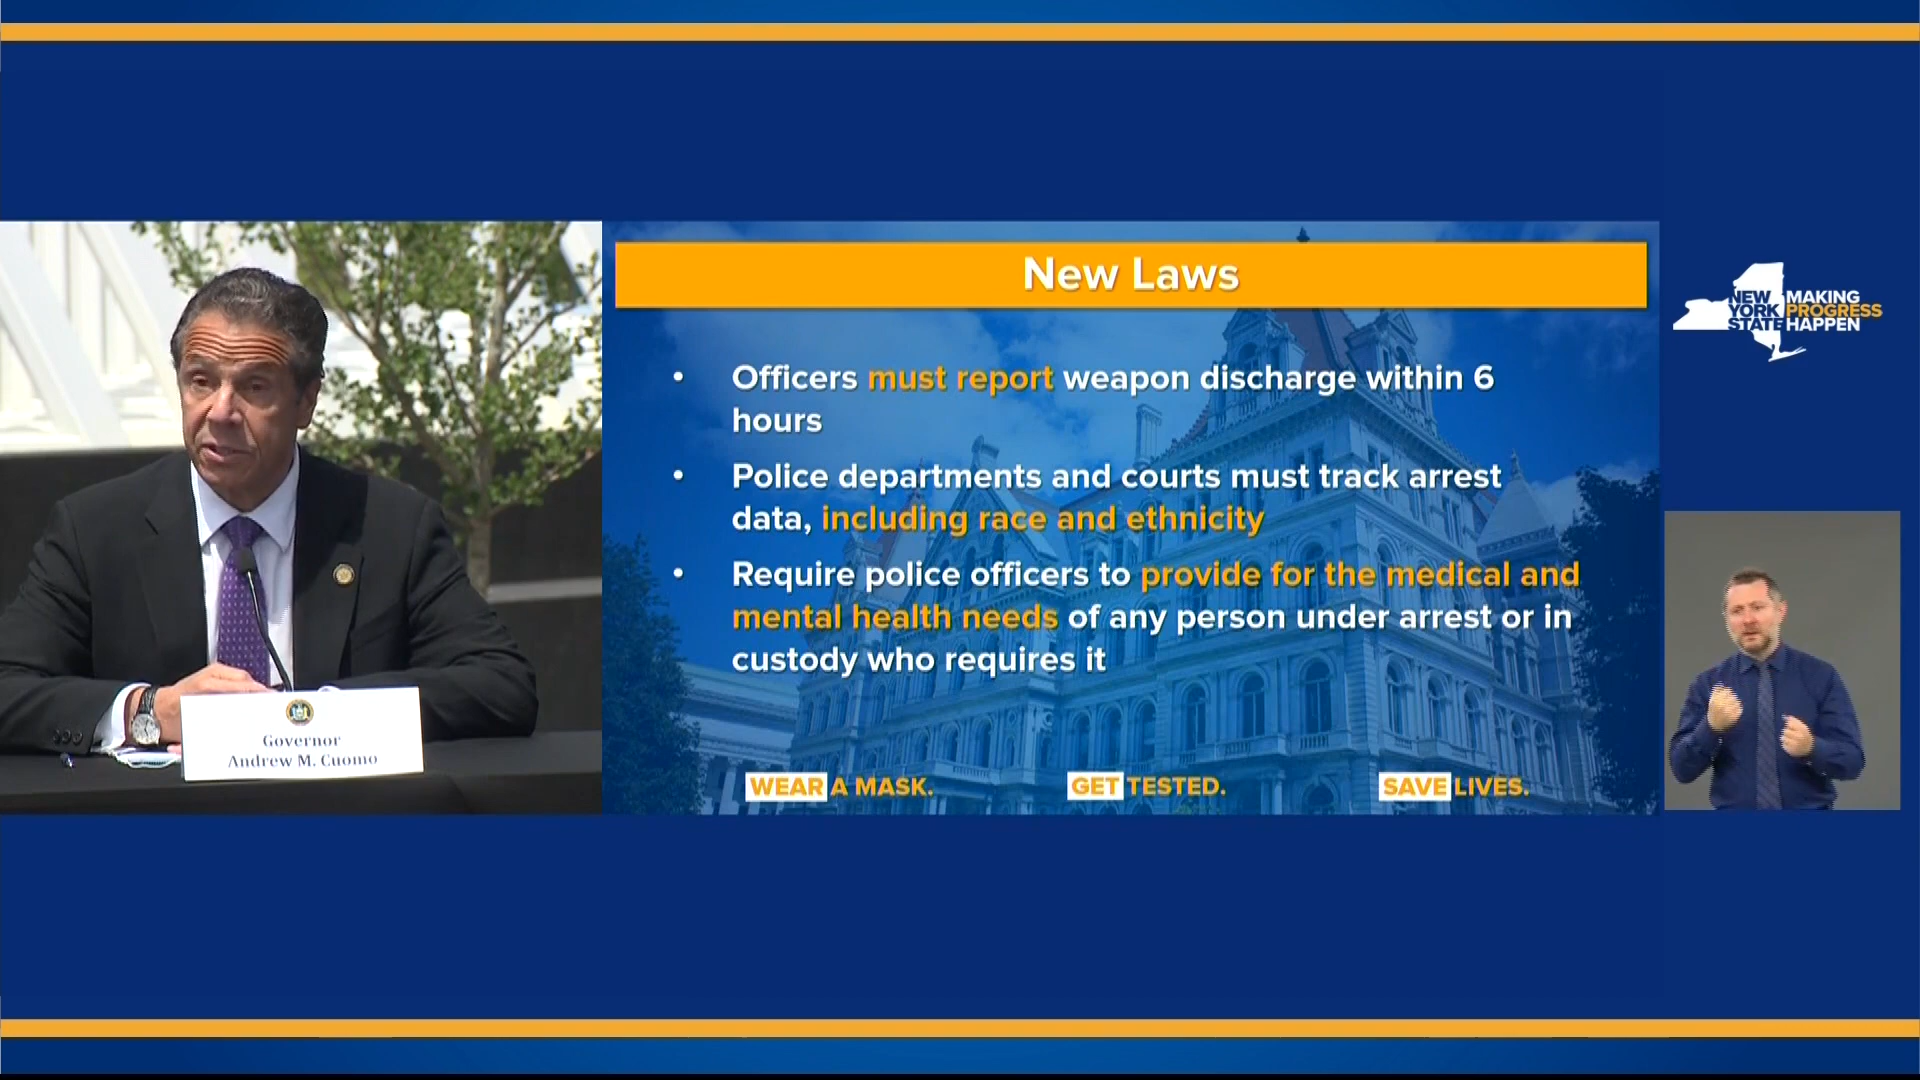 New Laws
• Officers must report weapon discharge within 6
hours
• Police departments and courts must track arrest
data, including race and ethnicity
• Require police officers to provide for the medical and
mental health needs of any person under arrest or in
custody who requires it
WEAR A MASK. GET TESTED. SAVE LIVES.
Governor
Andrew M. Cuomo
NEW YORK STATE
MAKING
PROGRESS
HAPPEN